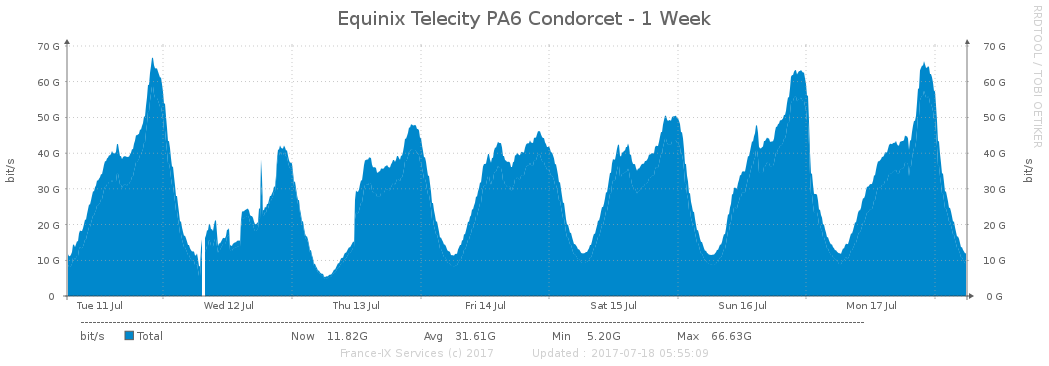 Equinix Telecity PA6 Condorcet - 1 Week
RRDTOOL / TOBI OETIKER
bit/s
70 G
60 G
50 G
40 G
30 G
20 G
10 G
0
70 G
60 G
50 G
40 G
30 G
20 G
10 G
0 G
bit/s
Tue 11 Jul Wed 12 Jul Thu 13 Jul Fri 14 Jul Sat 15 Jul Sun 16 Jul Mon 17 Jul
bit/s Total Now 11.82G Avg 31.61G Min 5.20G Max 66.63G
France-IX Services (c) 2017 Updated : 2017-07-18 05:55:09